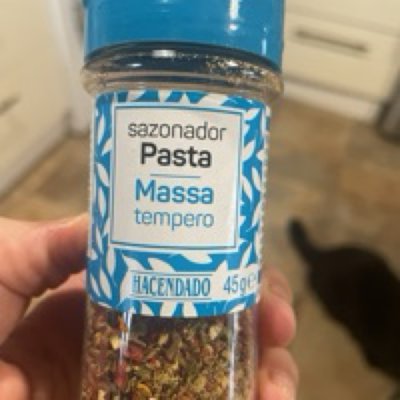 sazonador
Pasta
Massa
tempero
HACENDADO 45g e